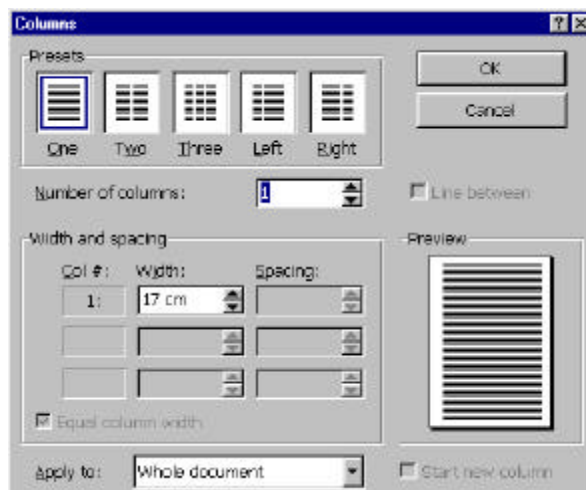 Columns
Presets
One Two Three Left Right
OK
Cancel
Number of columns: 1
Line between
Width and spacing
Col #: Width: Spacing:
1: 17 cm
Equal column width
Preview
Apply to: Whole document
Start new column